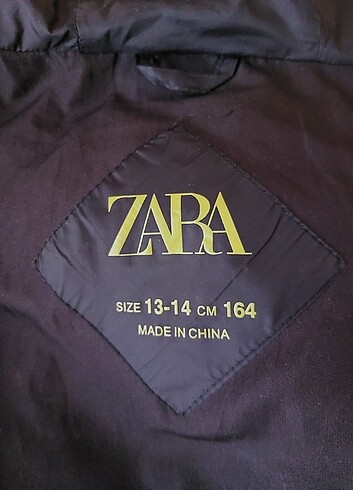 ZARA
SIZE 13-14 CM 164
MADE IN CHINA